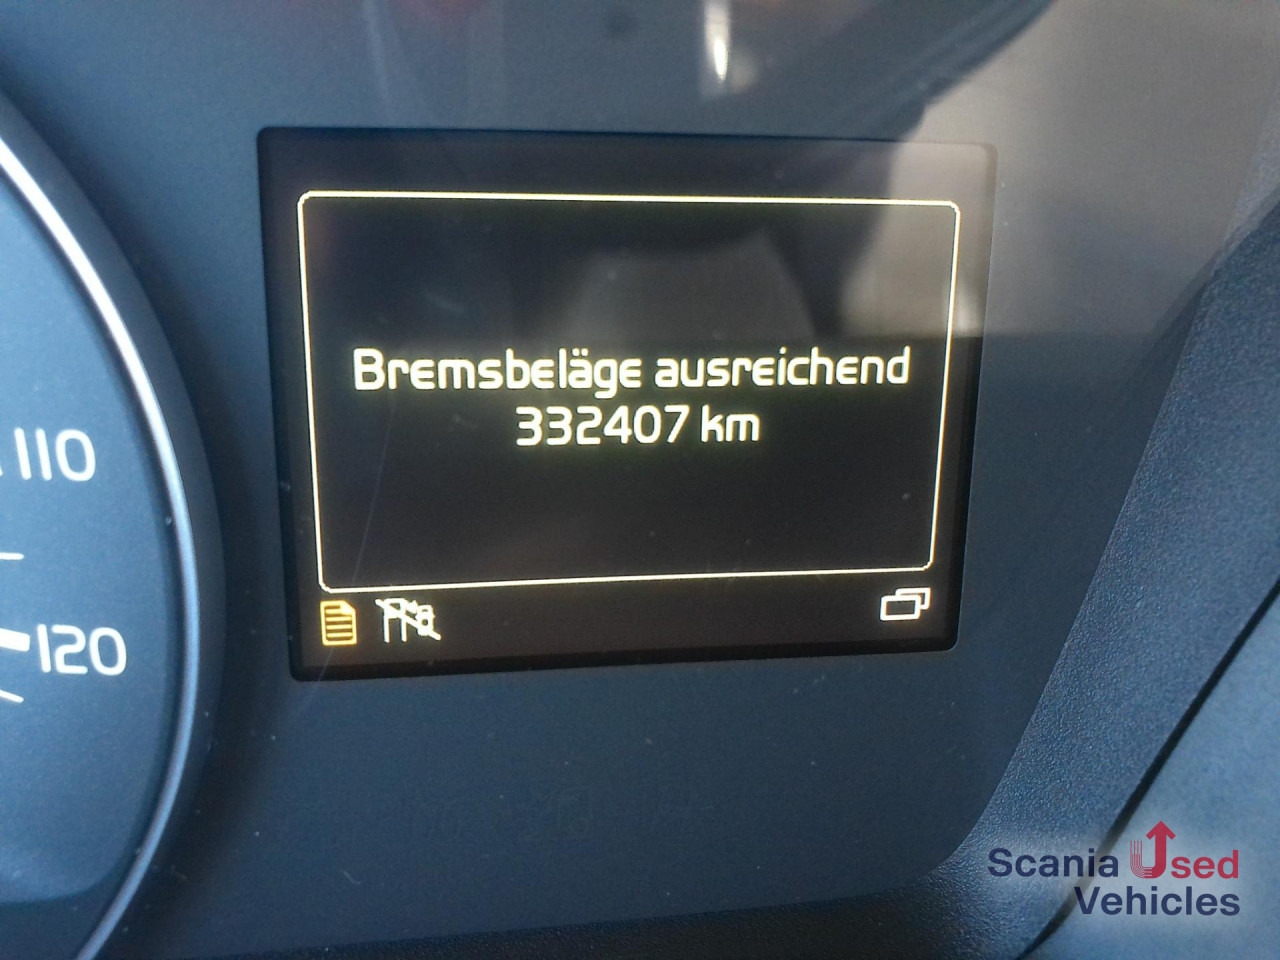 Bremsbeläge ausreichend
332407 km
110
120
Scania Used
Vehicles